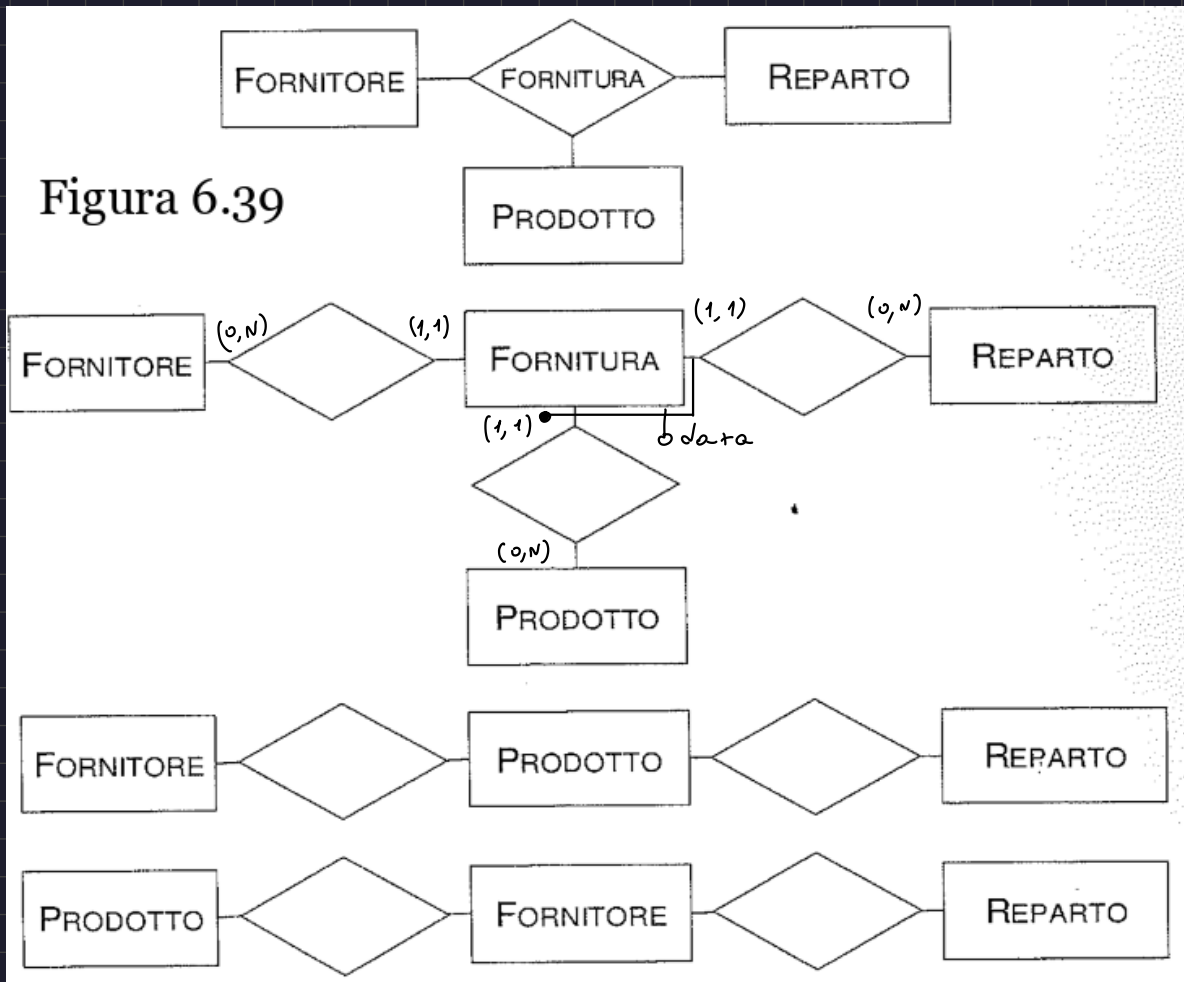 FORNITORE FORNITURA REPARTO
Figura 6.39
PRODOTTO
(0,N) (1,1) (1,1) (0,N)
FORNITORE FORNITURA REPARTO
(1,1) data
(0,N)
PRODOTTO
FORNITORE PRODOTTO REPARTO
PRODOTTO FORNITORE REPARTO